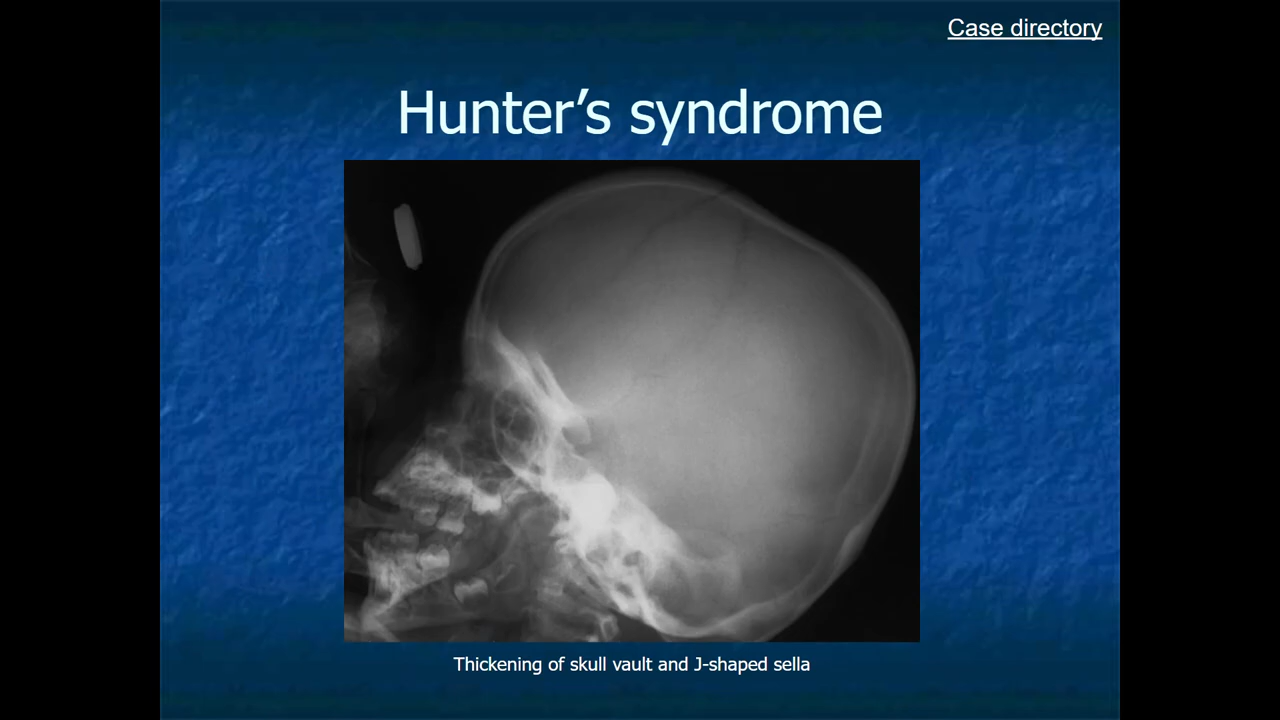 Case directory
Hunter’s syndrome
Thickening of skull vault and J-shaped sella